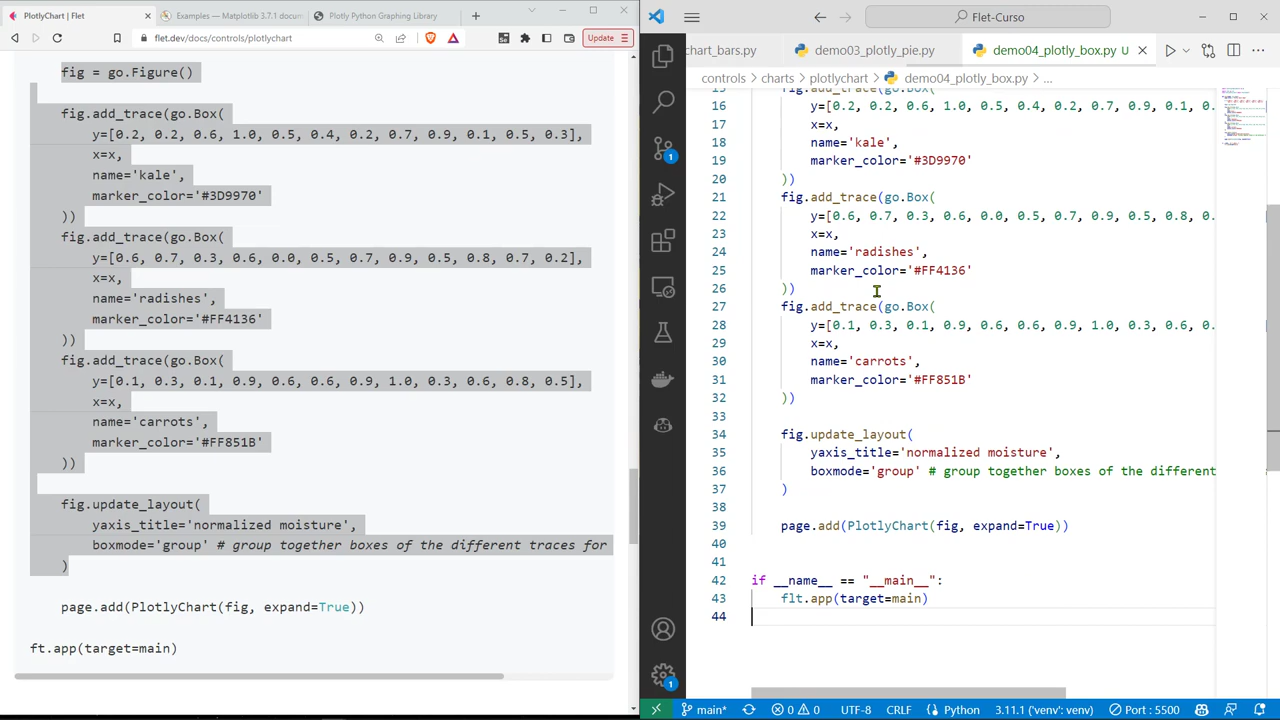 PlotlyChart | Flet
Examples — Matplotlib 3.7.1 docum
Plotly Python Graphing Library
flet.dev/docs/controls/plotlychart
Update
fig = go.Figure()
fig.add_trace(go.Box(
y=[0.2, 0.2, 0.6, 1.0, 0.5, 0.4, 0.2, 0.7, 0.9, 0.1, 0.5, 0.3],
x=x,
name='kale',
marker_color='#3D9970'
))
fig.add_trace(go.Box(
y=[0.6, 0.7, 0.3, 0.6, 0.0, 0.5, 0.7, 0.9, 0.5, 0.8, 0.7, 0.2],
x=x,
name='radishes',
marker_color='#FF4136'
))
fig.add_trace(go.Box(
y=[0.1, 0.3, 0.1, 0.9, 0.6, 0.6, 0.9, 1.0, 0.3, 0.6, 0.8, 0.5],
x=x,
name='carrots',
marker_color='#FF851B'
))
fig.update_layout(
yaxis_title='normalized moisture',
boxmode='group' # group together boxes of the different traces for
)
page.add(PlotlyChart(fig, expand=True))
ft.app(target=main)
Flet-Curso
chart_bars.py
demo03_plotly_pie.py
demo04_plotly_box.py U
controls > charts > plotlychart > demo04_plotly_box.py > ...
15 fig.add_trace(go.Box(
16 y=[0.2, 0.2, 0.6, 1.0, 0.5, 0.4, 0.2, 0.7, 0.9, 0.1, 0.
17 x=x,
18 name='kale',
19 marker_color='#3D9970'
20 ))
21 fig.add_trace(go.Box(
22 y=[0.6, 0.7, 0.3, 0.6, 0.0, 0.5, 0.7, 0.9, 0.5, 0.8, 0.
23 x=x,
24 name='radishes',
25 marker_color='#FF4136'
26 ))
27 fig.add_trace(go.Box(
28 y=[0.1, 0.3, 0.1, 0.9, 0.6, 0.6, 0.9, 1.0, 0.3, 0.6, 0.
29 x=x,
30 name='carrots',
31 marker_color='#FF851B'
32 ))
33
34 fig.update_layout(
35 yaxis_title='normalized moisture',
36 boxmode='group' # group together boxes of the different
37 )
38
39 page.add(PlotlyChart(fig, expand=True))
40
41
42 if __name__ == "__main__":
43 flt.app(target=main)
44
1
1
main* 0 0 UTF-8 CRLF Python 3.11.1 ('venv': venv) Port : 5500